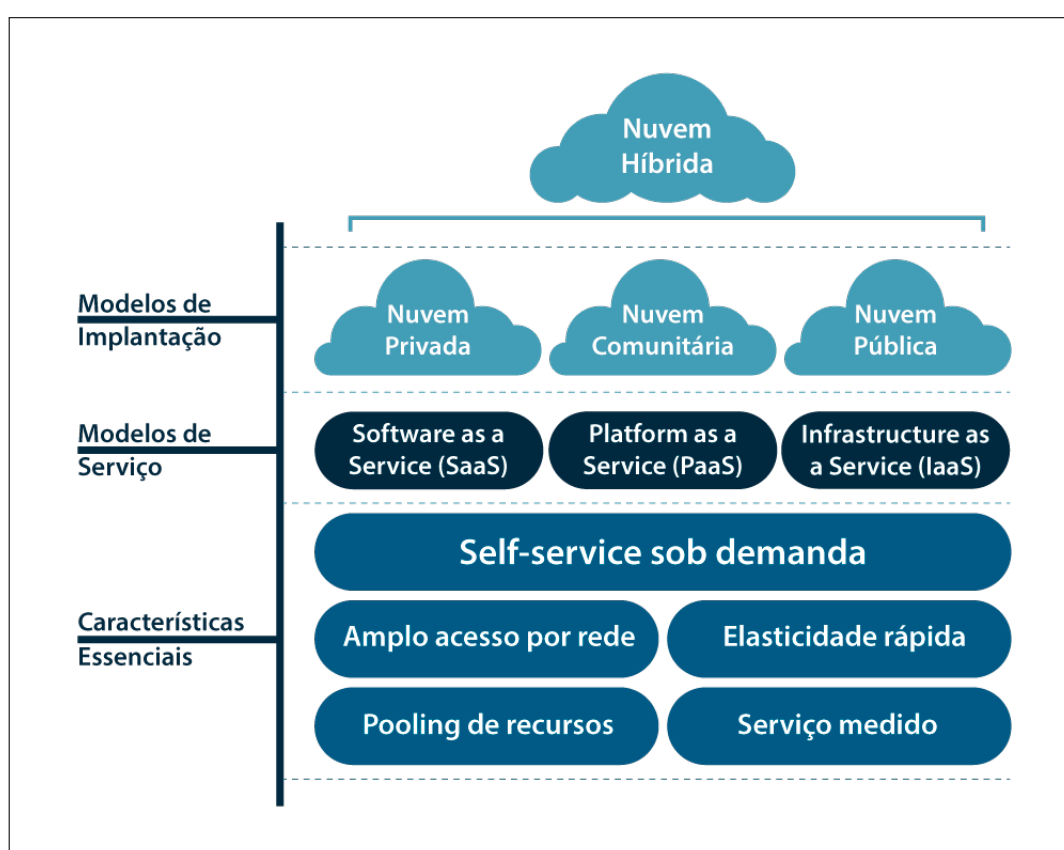 Nuvem
Híbrida
Modelos de
Implantação
Nuvem
Privada
Nuvem
Comunitária
Nuvem
Pública
Modelos de
Serviço
Software as a
Service (SaaS)
Platform as a
Service (PaaS)
Infrastructure as
a Service (IaaS)
Características
Essenciais
Self-service sob demanda
Amplo acesso por rede
Elasticidade rápida
Pooling de recursos
Serviço medido